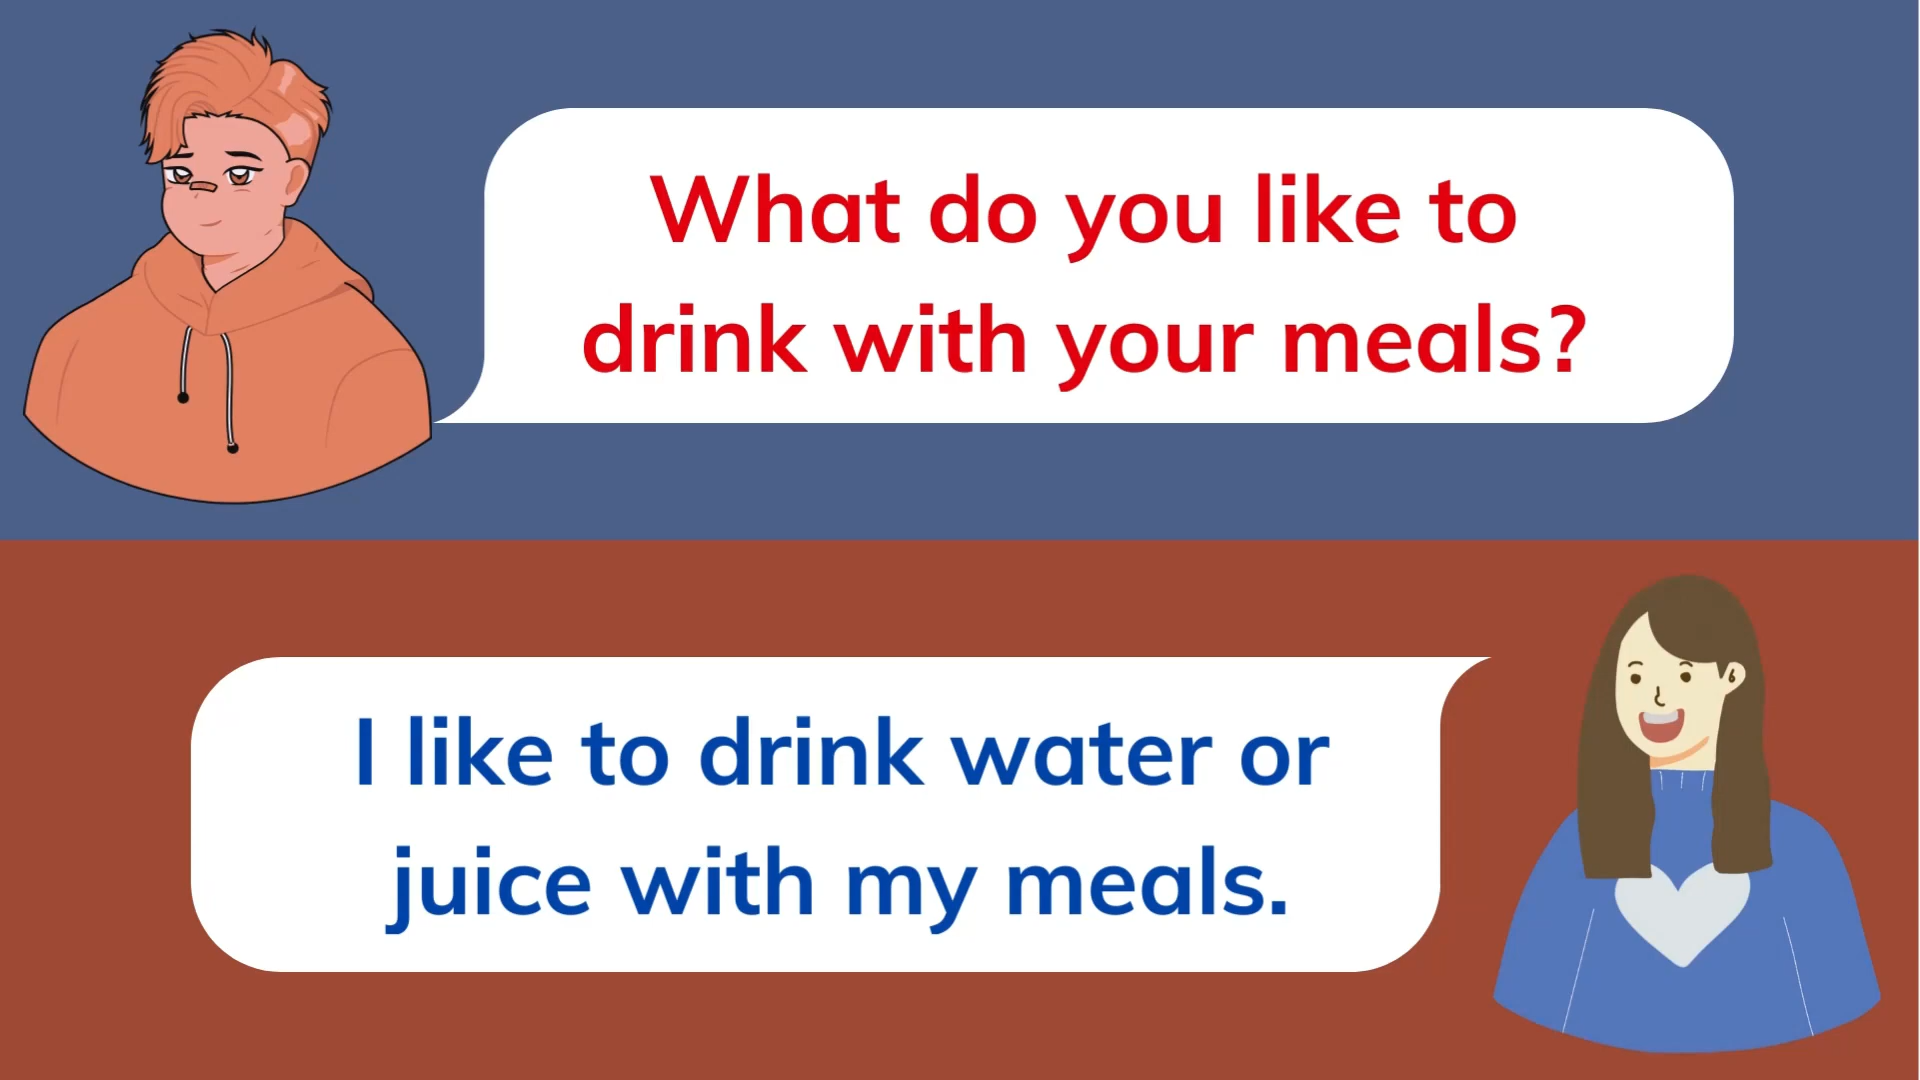 What do you like to
drink with your meals?
I like to drink water or
juice with my meals.